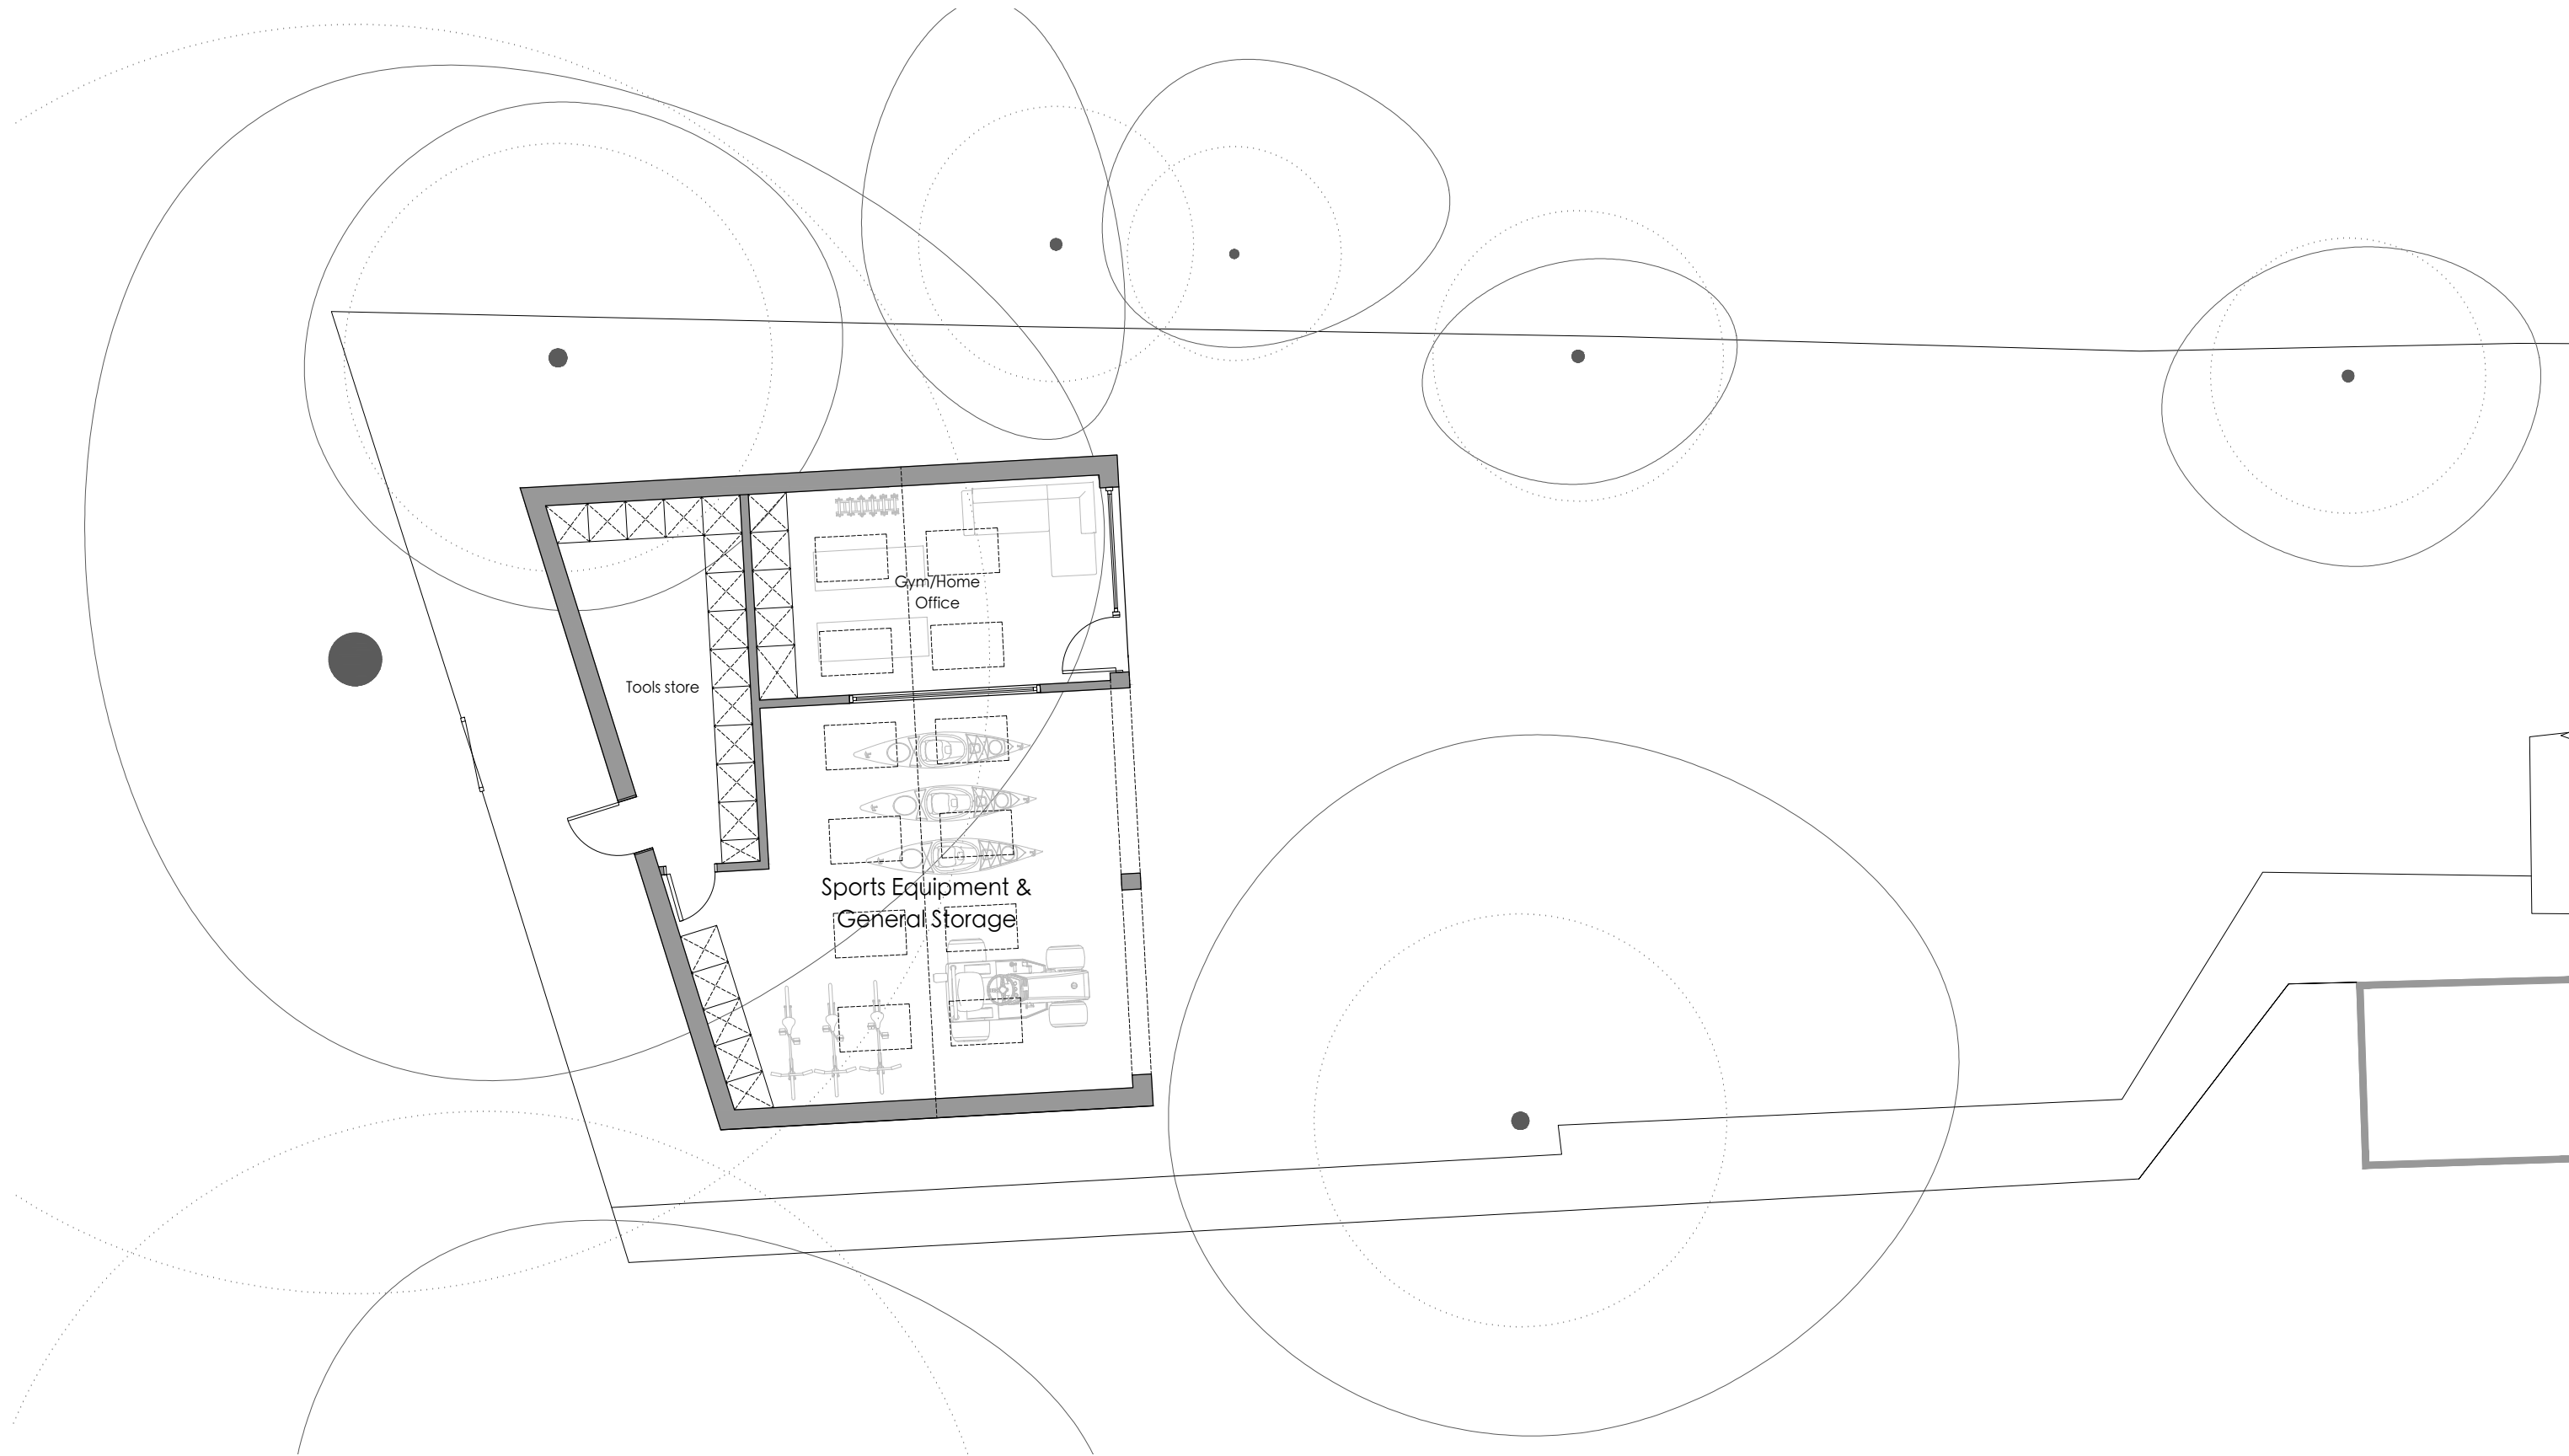 Gym/Home
Office
Tools store
Sports Equipment &
General Storage